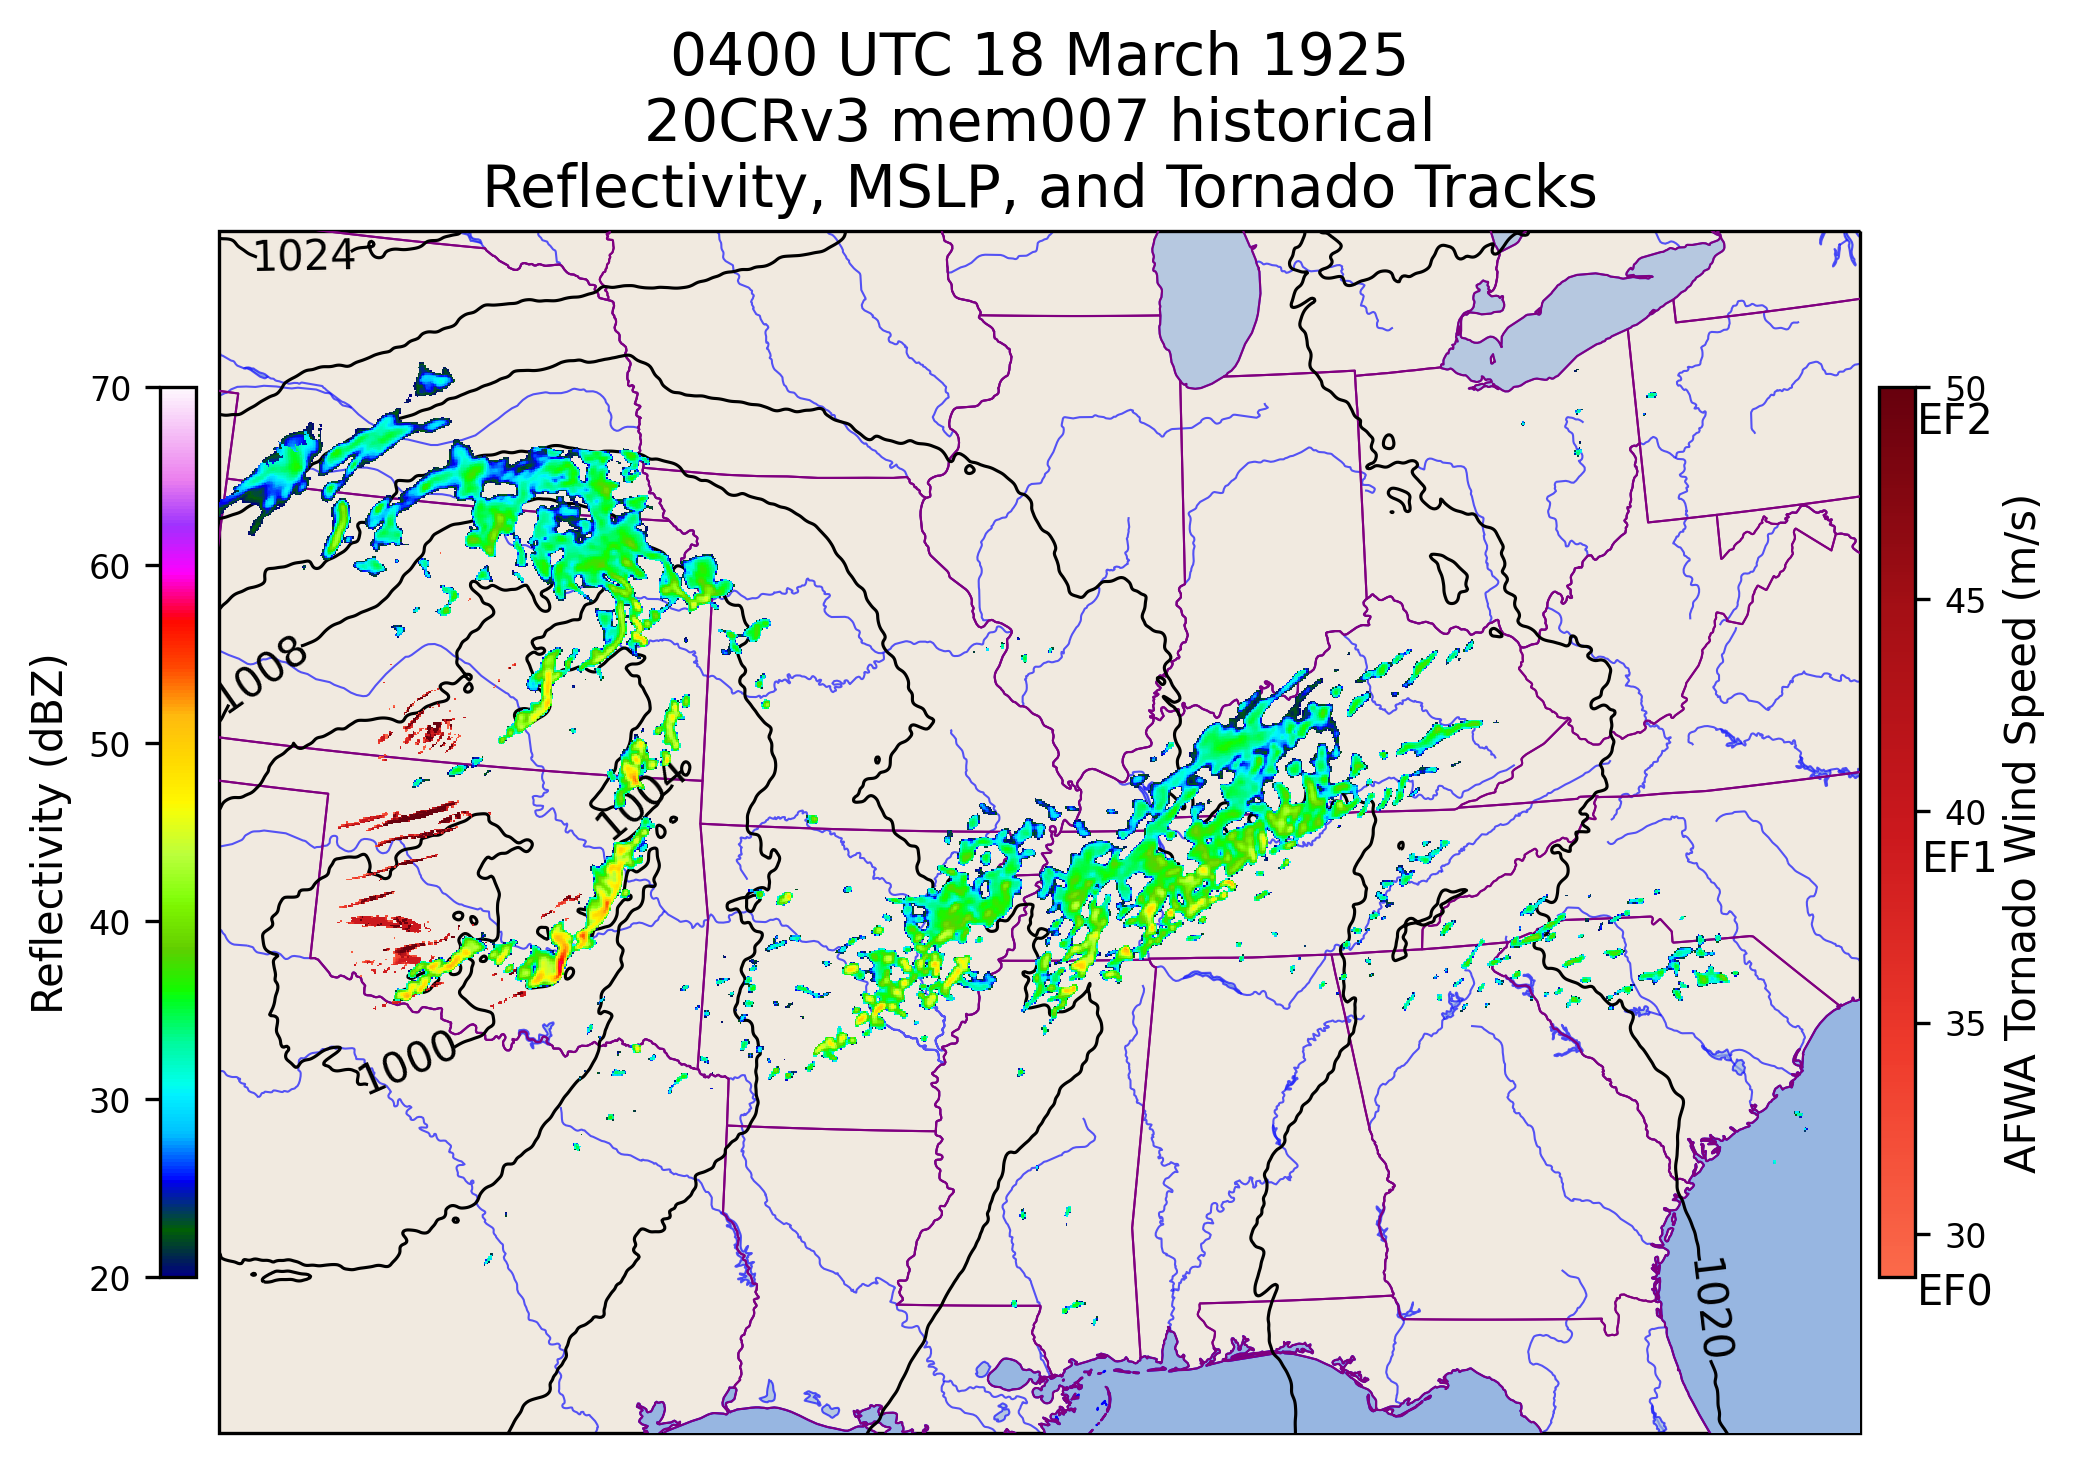 0400 UTC 18 March 1925
20CRv3 mem007 historical
Reflectivity, MSLP, and Tornado Tracks
1024
1008
1004
1000
1020
70
60
50
40
30
20
Reflectivity (dBZ)
50
EF2
45
40
EF1
35
30
EF0
AFWA Tornado Wind Speed (m/s)